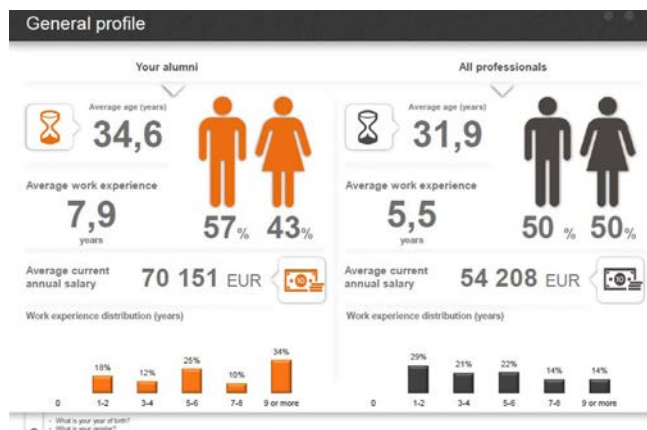 General profile
Your alumni
Average age (years)
34,6
Average work experience
7,9
years
57% 43%
Average current
annual salary
70 151 EUR
10
Work experience distribution (years)
18% 12% 25% 10% 34%
0 1-2 3-4 5-6 7-8 9 or more
All professionals
Average age (years)
31,9
Average work experience
5,5
years
50 % 50%
Average current
annual salary
54 208 EUR
10
Work experience distribution (years)
29% 21% 22% 14% 14%
0 1-2 3-4 5-6 7-8 9 or more
- What is your year of birth?
- What is your gender?